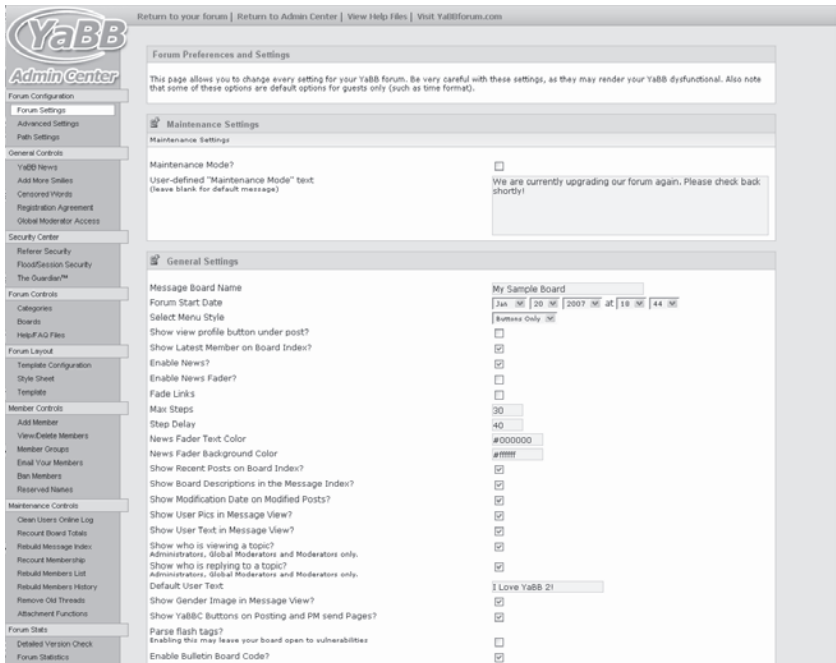 YaBB
Admin Center
Return to your forum | Return to Admin Center | View Help Files | Visit YaBBforum.com
Forum Configuration
Forum Settings
Advanced Settings
Path Settings
General Controls
YaBB News
Add More Smilies
Censored Words
Registration Agreement
Global Moderator Access
Security Center
Referer Security
Flood/Session Security
The Guardian™
Forum Controls
Categories
Boards
Help/FAQ Files
Forum Layout
Template Configuration
Style Sheet
Template
Member Controls
Add Member
View/Delete Members
Member Groups
Email Your Members
Ban Members
Reserved Names
Maintenance Controls
Clean Users Online Log
Recount Board Totals
Rebuild Message Index
Recount Membership
Rebuild Members List
Rebuild Members History
Remove Old Threads
Attachment Functions
Forum Stats
Detailed Version Check
Forum Statistics
Forum Preferences and Settings
This page allows you to change every setting for your YaBB forum. Be very careful with these settings, as they may render your YaBB dysfunctional. Also note
that some of these options are default options for guests only (such as time format).
Maintenance Settings
Maintenance Settings
Maintenance Mode?
User-defined "Maintenance Mode" text
(leave blank for default message)
We are currently upgrading our forum again. Please check back
shortly!
General Settings
Message Board Name My Sample Board
Forum Start Date Jan 20 2007 at 18 44
Select Menu Style Buttons Only
Show view profile button under post?
Show Latest Member on Board Index?
Enable News?
Enable News Fader?
Fade Links
Max Steps 30
Step Delay 40
News Fader Text Color #000000
News Fader Background Color #ffffff
Show Recent Posts on Board Index?
Show Board Descriptions in the Message Index?
Show Modification Date on Modified Posts?
Show User Pics in Message View?
Show User Text in Message View?
Show who is viewing a topic?
Administrators, Global Moderators and Moderators only.
Show who is replying to a topic?
Administrators, Global Moderators and Moderators only.
Default User Text I Love YaBB 2!
Show Gender Image in Message View?
Show YaBBC Buttons on Posting and PM send Pages?
Parse flash tags?
Enabling this may leave your board open to vulnerabilities
Enable Bulletin Board Code?